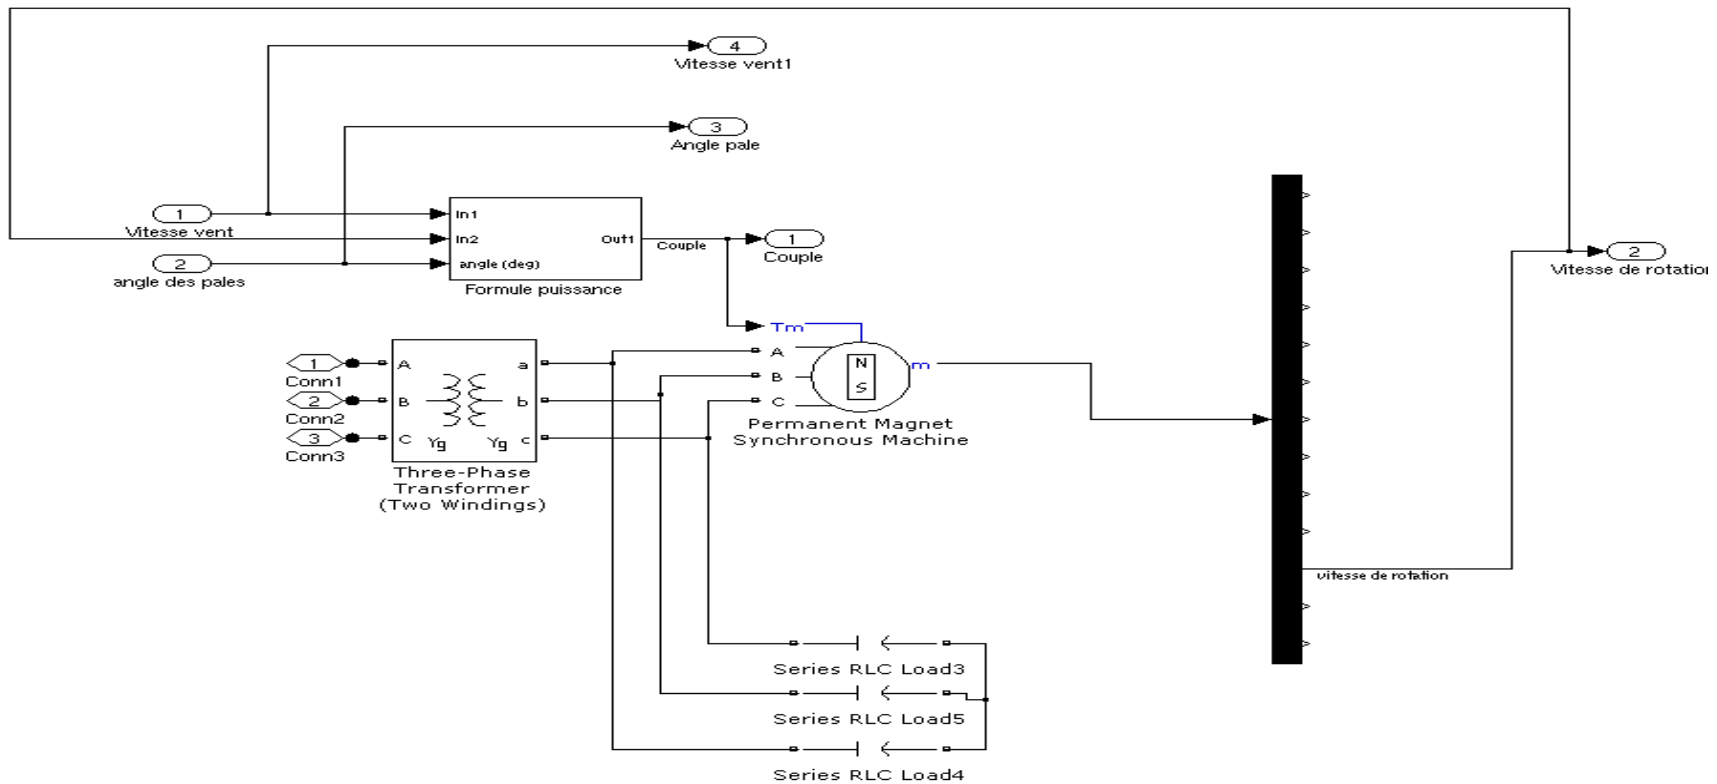 4
Vitesse vent1
3
Angle pale
1
Vitesse vent
2
angle des pales
In1
In2
angle (deg)
Out1
Formule puissance
Couple
1
Couple
2
Vitesse de rotation
Tm
A
B
C
N
S
m
Permanent Magnet
Synchronous Machine
1
Conn1
2
Conn2
3
Conn3
A
B
C
Yg
Yg
a
b
c
Three-Phase
Transformer
(Two Windings)
vitesse de rotation
Series RLC Load3
Series RLC Load5
Series RLC Load4